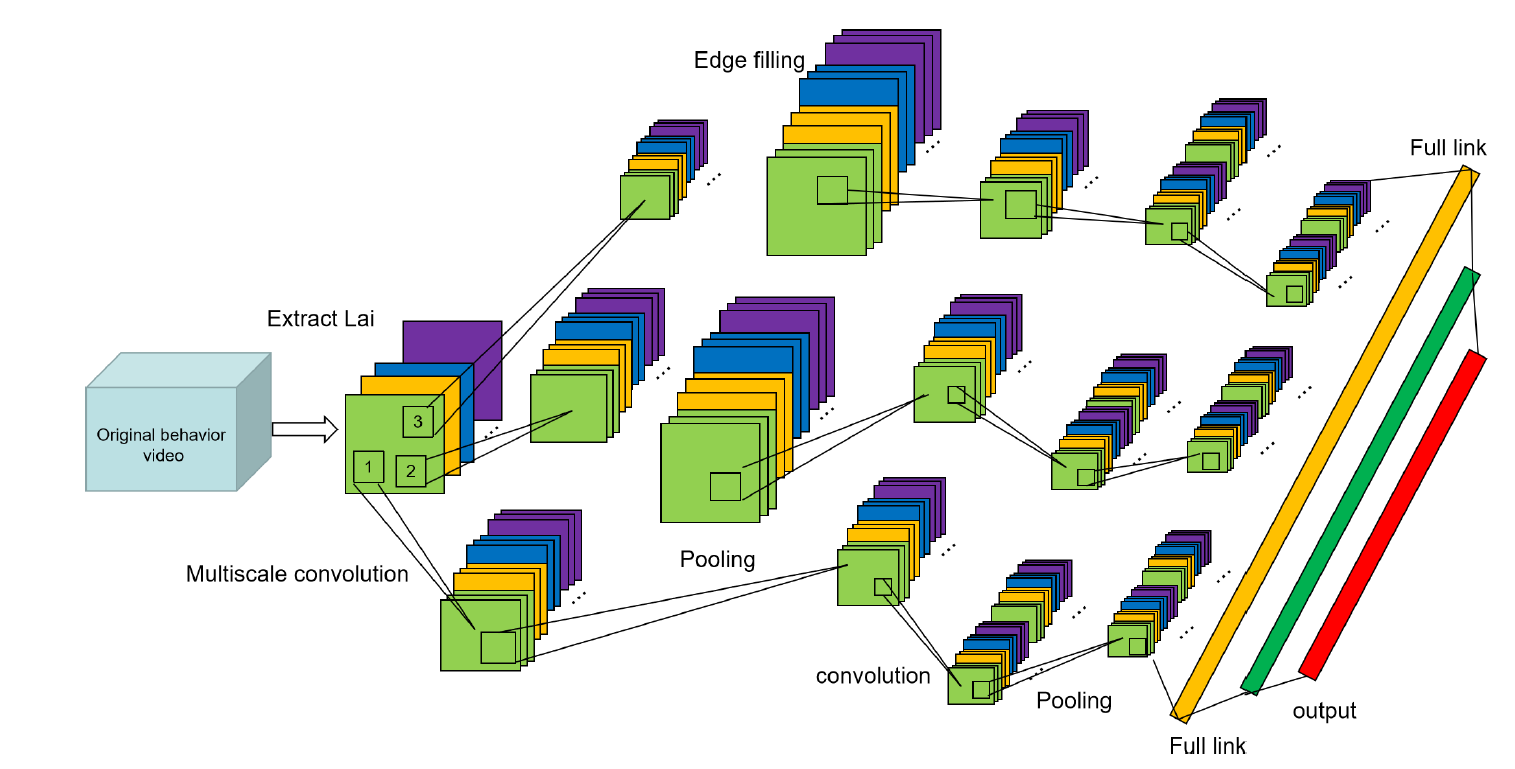 Edge filling
Full link
Extract Lai
3
Original behavior
video
1
2
Multiscale convolution
Pooling
convolution
Pooling
output
Full link